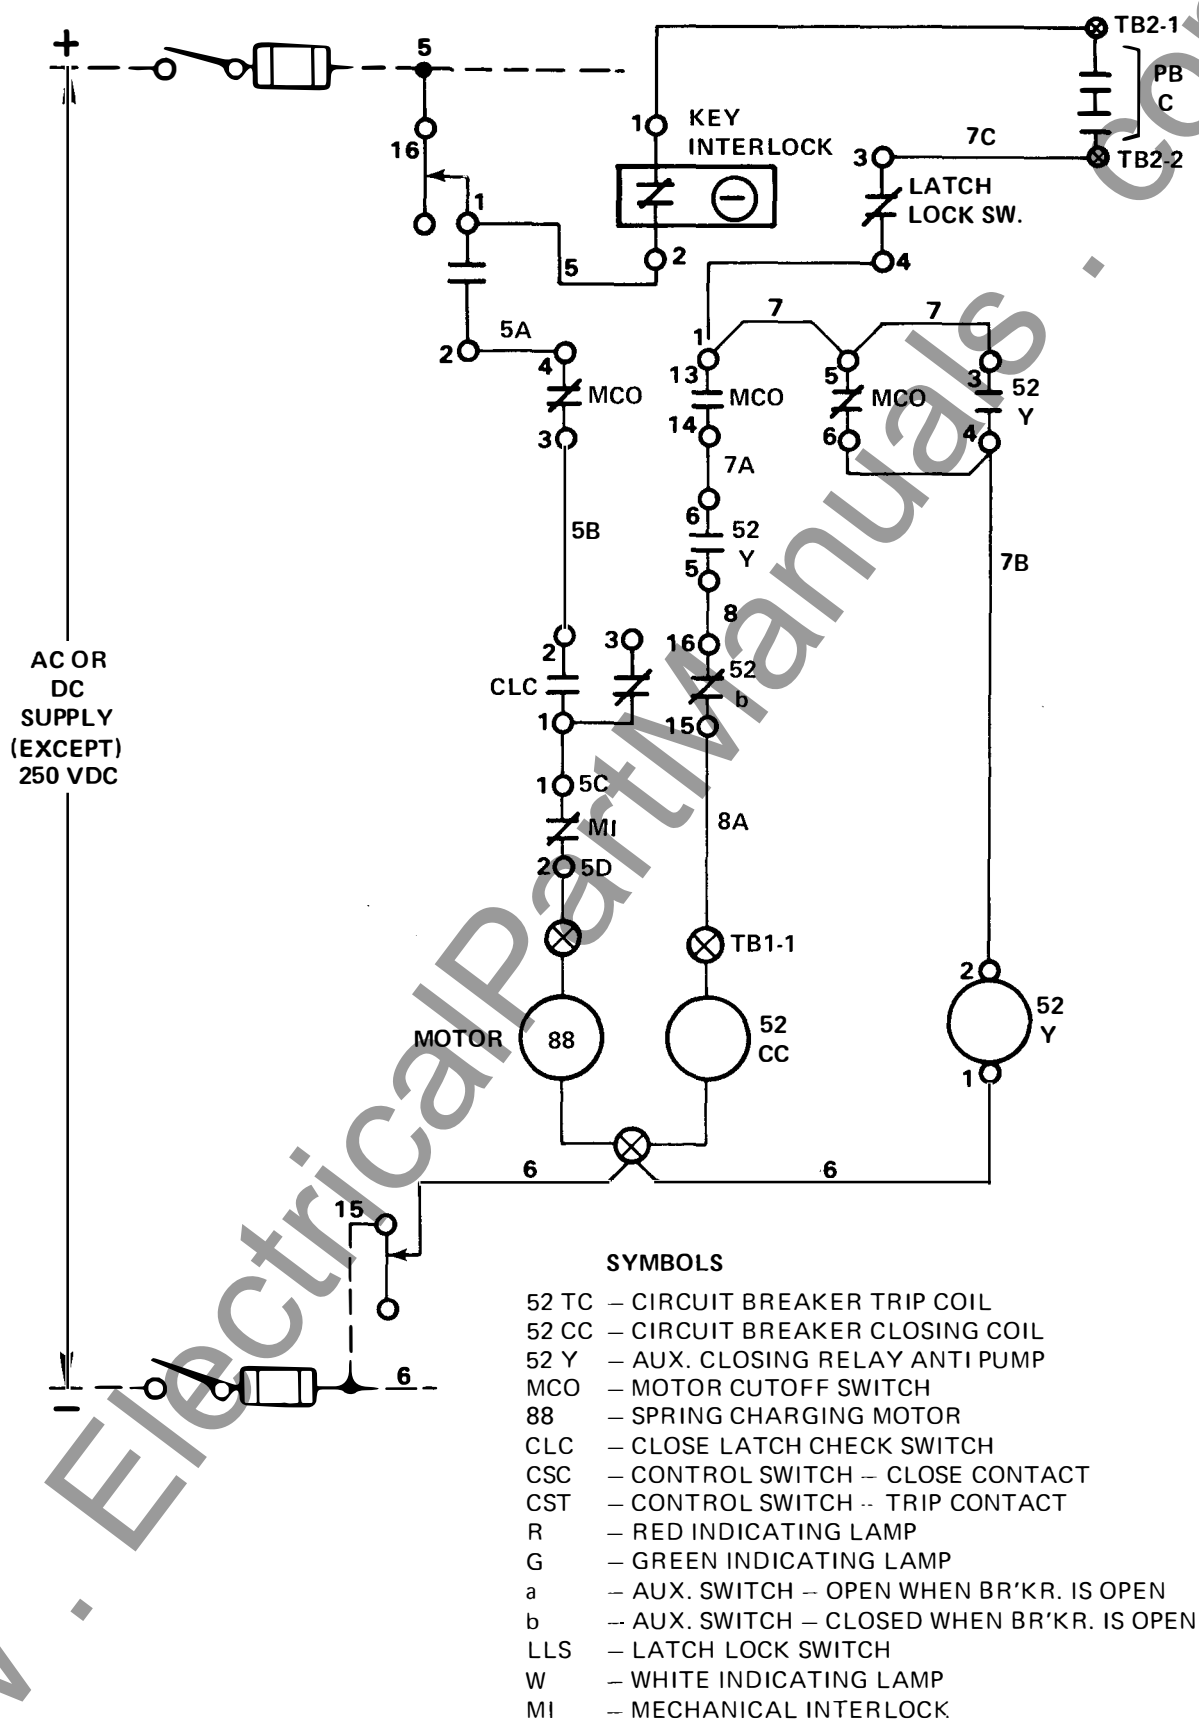 +
5
TB2-1
PB
C
TB2-2
7C
1
KEY
INTERLOCK
3
LATCH
LOCK SW.
4
16
1
5
2
7
7
5A
2
4
MCO
3
1
13
MCO
14
5
MCO
6
3
52
Y
4
7A
6
52
Y
5
5B
7B
8
2
3
16
52
b
15
CLC
1
AC OR
DC
SUPPLY
(EXCEPT)
250 VDC
1
5C
MI
2
5D
8A
TB1-1
2
52
Y
1
MOTOR
88
52
CC
6
6
15
6
−
SYMBOLS
52 TC – CIRCUIT BREAKER TRIP COIL
52 CC – CIRCUIT BREAKER CLOSING COIL
52 Y – AUX. CLOSING RELAY ANTI PUMP
MCO – MOTOR CUTOFF SWITCH
88 – SPRING CHARGING MOTOR
CLC – CLOSE LATCH CHECK SWITCH
CSC – CONTROL SWITCH – CLOSE CONTACT
CST – CONTROL SWITCH -- TRIP CONTACT
R – RED INDICATING LAMP
G – GREEN INDICATING LAMP
a – AUX. SWITCH – OPEN WHEN BR'KR. IS OPEN
b -- AUX. SWITCH – CLOSED WHEN BR'KR. IS OPEN
LLS – LATCH LOCK SWITCH
W – WHITE INDICATING LAMP
MI – MECHANICAL INTERLOCK
. ElectricalPartManuals . co